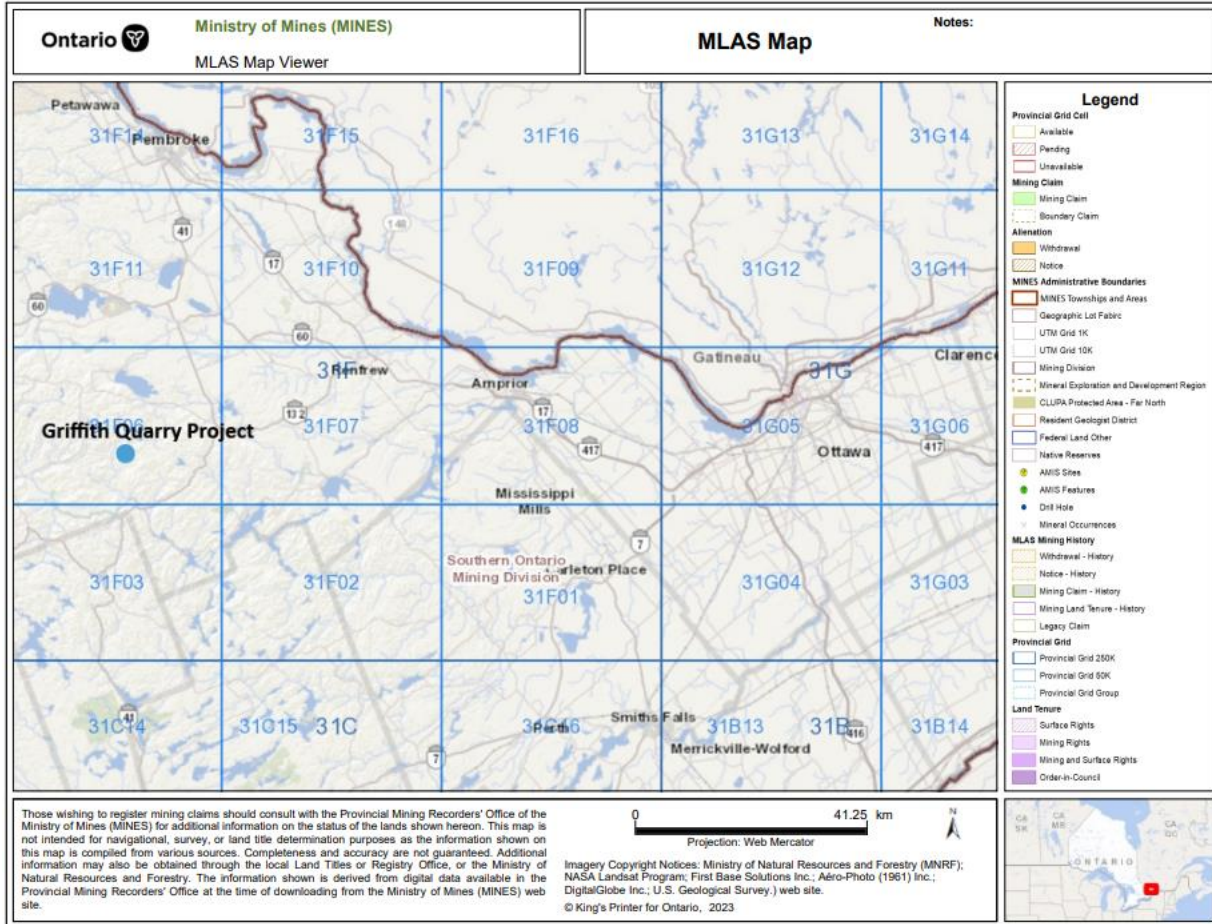 Ontario
Ministry of Mines (MINES)
MLAS Map Viewer
MLAS Map
Notes:
Petawawa
31F14
Pembroke
31F15
31F16
31G13
31G14
41
148
17
31F11
31F10
31F09
31G12
31G11
60
60
Gatineau
Clarence
31F
Renfrew
31G
Arnprior
132
17
31F06
31F07
31F08
31G05
31G06
Griffith Quarry Project
417
Ottawa
417
Mississippi
Mills
7
Southern Ontario
Mining Division
arleton Place
31F03
31F02
31F01
31G04
31G03
41
31C14
31C15
31C
31C16
Perth
Smiths Falls
31B13
31B
31B14
416
7
Merrickville-Wolford
Legend
Provincial Grid Cell
Available
Pending
Unavailable
Mining Claim
Mining Claim
Boundary Claim
Alienation
Withdrawal
Notice
MINES Administrative Boundaries
MINES Townships and Areas
Geographic Lot Fabirc
UTM Grid 1K
UTM Grid 10K
Mining Division
Mineral Exploration and Development Region
CLUPA Protected Area - Far North
Resident Geologist District
Federal Land Other
Native Reserves
AMIS Sites
AMIS Features
Drill Hole
Mineral Occurrences
MLAS Mining History
Withdrawal - History
Notice - History
Mining Claim - History
Mining Land Tenure - History
Legacy Claim
Provincial Grid
Provincial Grid 250K
Provincial Grid 50K
Provincial Grid Group
Land Tenure
Surface Rights
Mining Rights
Mining and Surface Rights
Order-in-Council
Those wishing to register mining claims should consult with the Provincial Mining Recorders' Office of the
Ministry of Mines (MINES) for additional information on the status of the lands shown hereon. This map is
not intended for navigational, survey, or land title determination purposes as the information shown on
this map is compiled from various sources. Completeness and accuracy are not guaranteed. Additional
information may also be obtained through the local Land Titles or Registry Office, or the Ministry of
Natural Resources and Forestry. The information shown is derived from digital data available in the
Provincial Mining Recorders' Office at the time of downloading from the Ministry of Mines (MINES) web
site.
0
41.25 km
Projection: Web Mercator
N
Imagery Copyright Notices: Ministry of Natural Resources and Forestry (MNRF);
NASA Landsat Program; First Base Solutions Inc.; Aéro-Photo (1961) Inc.;
DigitalGlobe Inc.; U.S. Geological Survey.) web site.
© King's Printer for Ontario, 2023
CA
SK
CA
MB
ONTARIO
CA
QC